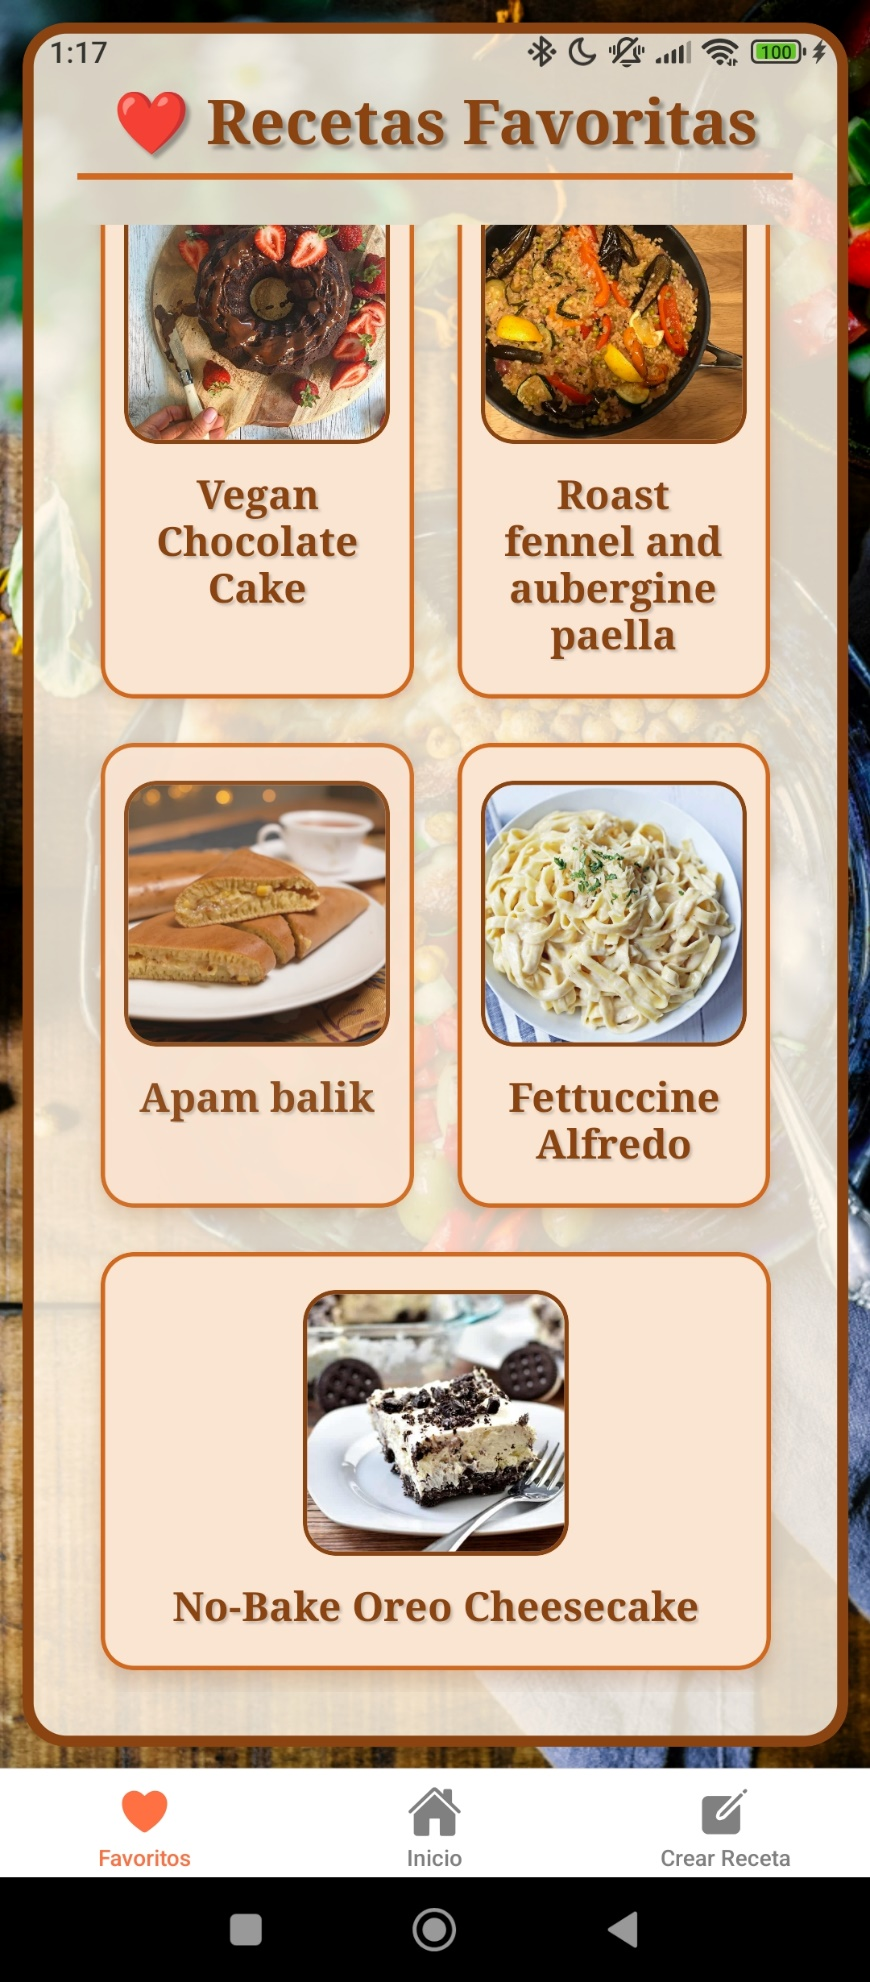 1:17
100
Recetas Favoritas
Vegan
Chocolate
Cake
Roast
fennel and
aubergine
paella
Apam balik
Fettuccine
Alfredo
No-Bake Oreo Cheesecake
Favoritos
Inicio
Crear Receta